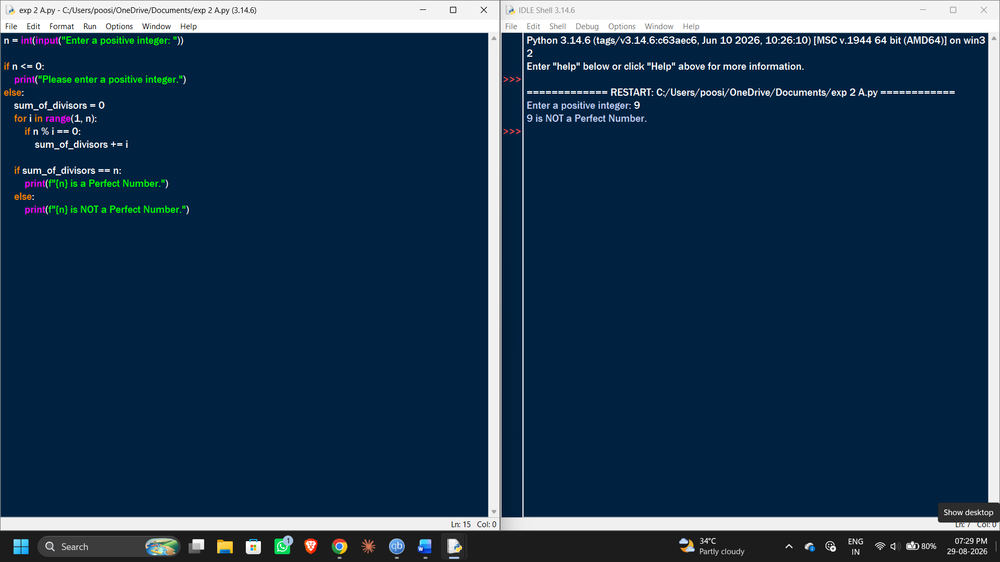 exp 2 A.py - C:/Users/poosi/OneDrive/Documents/exp 2 A.py (3.14.6)
File Edit Format Run Options Window Help
n = int(input("Enter a positive integer: "))
if n <= 0:
    print("Please enter a positive integer.")
else:
    sum_of_divisors = 0
    for i in range(1, n):
        if n % i == 0:
            sum_of_divisors += i
    if sum_of_divisors == n:
        print(f"{n} is a Perfect Number.")
    else:
        print(f"{n} is NOT a Perfect Number.")
Ln: 15 Col: 0
IDLE Shell 3.14.6
File Edit Shell Debug Options Window Help
Python 3.14.6 (tags/v3.14.6:c63aec6, Jun 10 2026, 10:26:10) [MSC v.1944 64 bit (AMD64)] on win3
2
Enter "help" below or click "Help" above for more information.
>>>
============= RESTART: C:/Users/poosi/OneDrive/Documents/exp 2 A.py ============
Enter a positive integer: 9
9 is NOT a Perfect Number.
>>>
Show desktop
Ln: 7 Col: 0
Search
1
qb
W
34°C
Partly cloudy
ENG
IN
80%
07:29 PM
29-08-2026